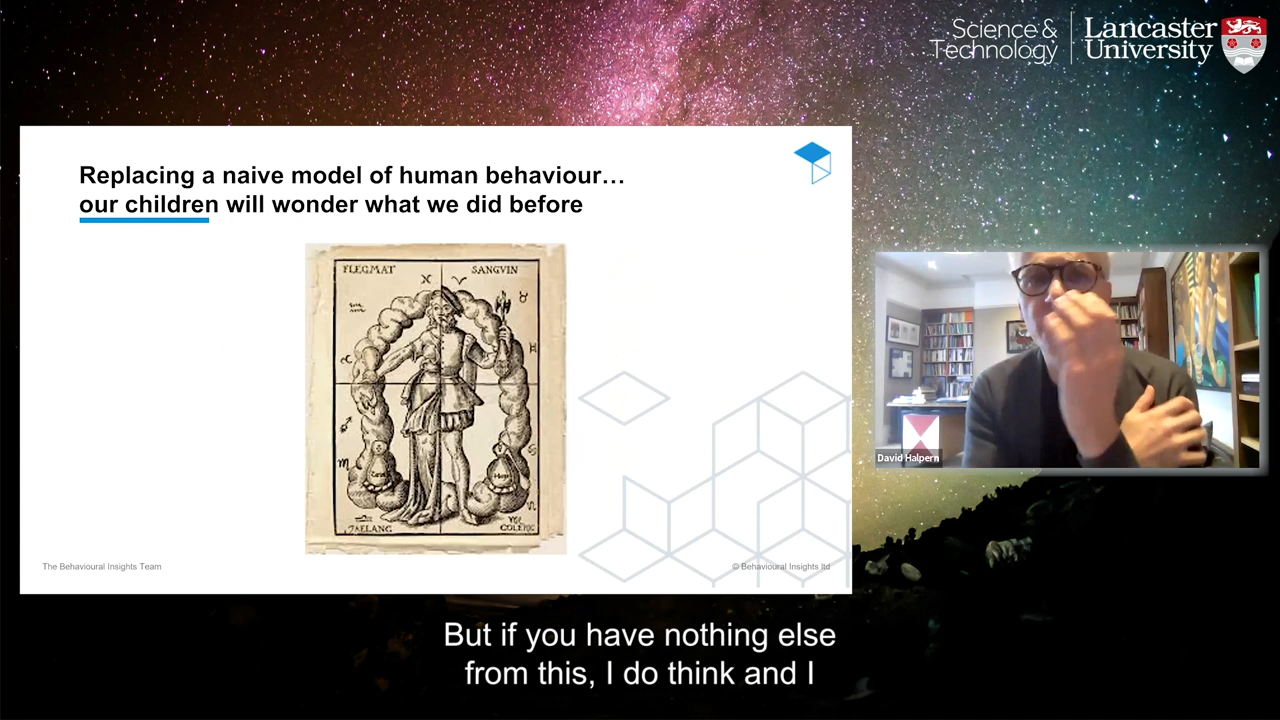 Science &
Technology
Lancaster
University
Replacing a naive model of human behaviour…
our children will wonder what we did before
FLEGMAT
SANGVIN
COLERIC
The Behavioural Insights Team
© Behavioural Insights ltd
David Halpern
But if you have nothing else
from this, I do think and I